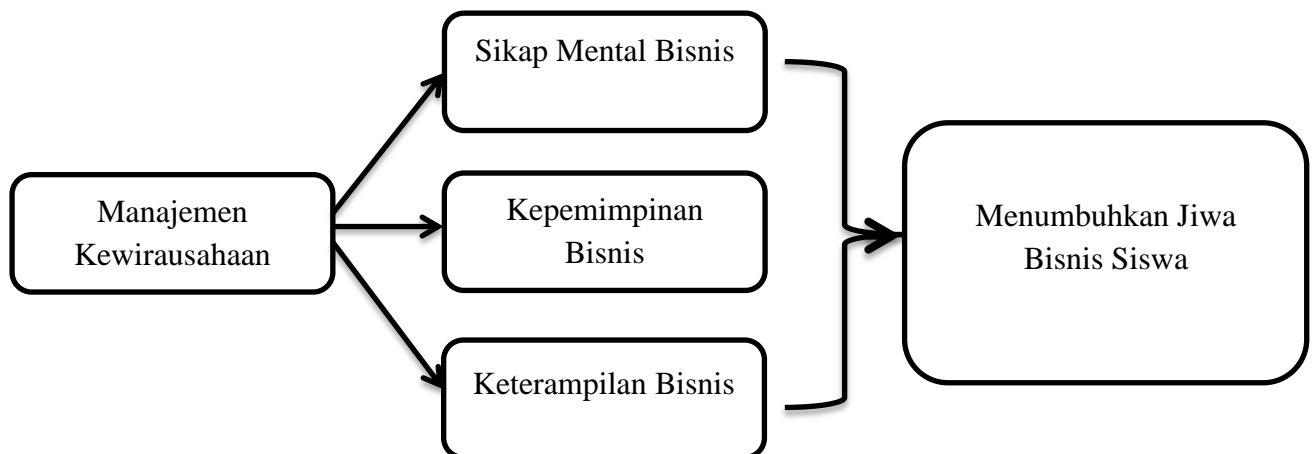 Sikap Mental Bisnis
Manajemen
Kewirausahaan
Kepemimpinan
Bisnis
Keterampilan Bisnis
Menumbuhkan Jiwa
Bisnis Siswa